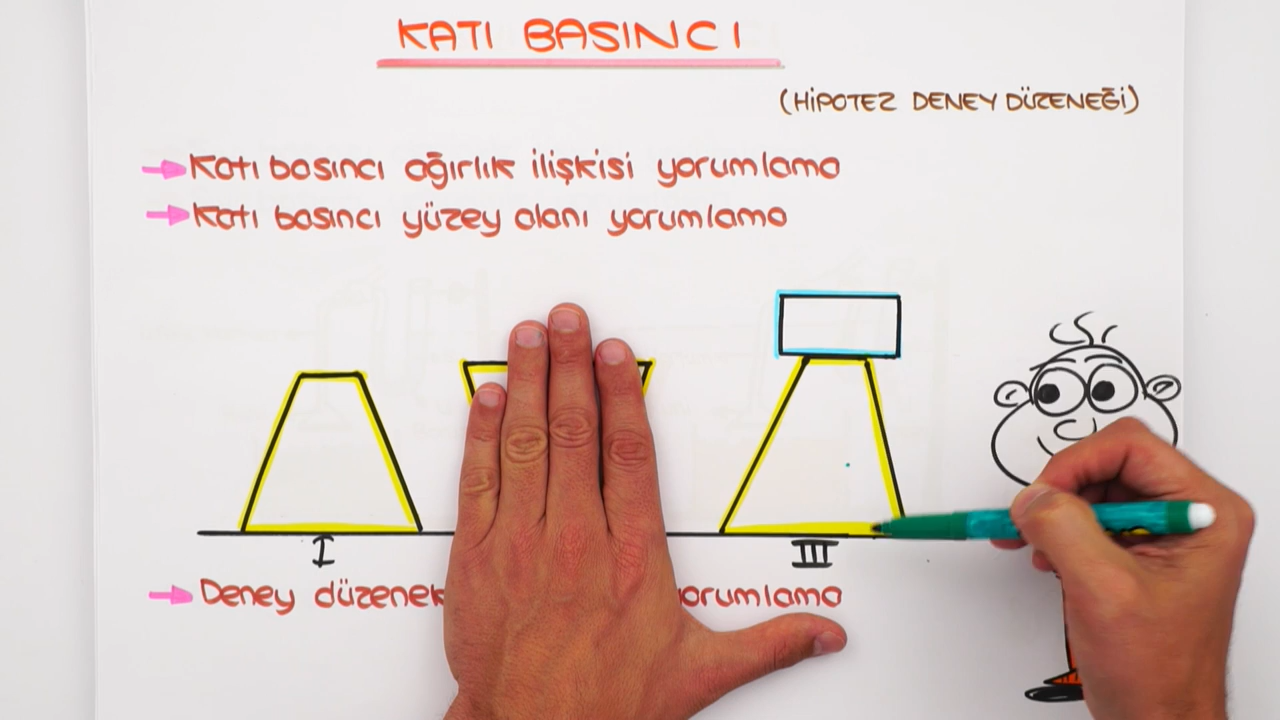 KATI BASINCI
(HİPOTEZ DENEY DÜZENEĞİ)
Katı basıncı ağırlık ilişkisi yorumlama
Katı basıncı yüzey alanı yorumlama
I III
Deney düzenek orumlama